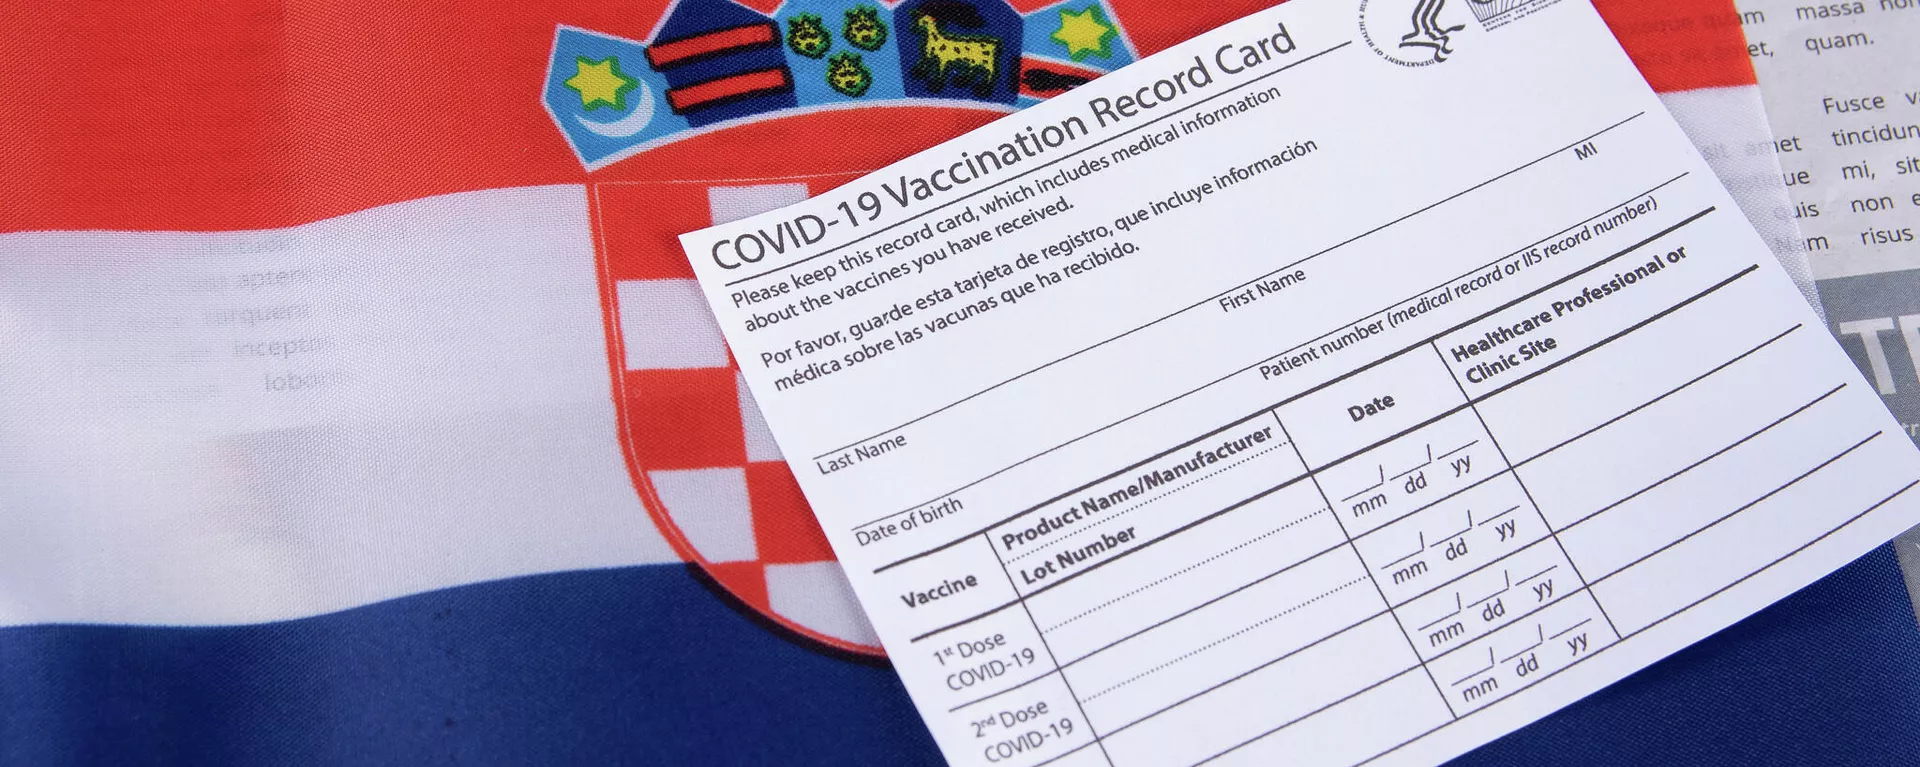 COVID-19 Vaccination Record Card
Please keep this record card, which includes medical information
about the vaccines you have received.
Por favor, guarde esta tarjeta de registro, que incluye información
médica sobre las vacunas que ha recibido.
Last Name
First Name
MI
Date of birth
Patient number (medical record or IIS record number)
Vaccine
Product Name/Manufacturer
Lot Number
Date
Healthcare Professional or
Clinic Site
1st Dose
COVID-19
mm dd yy
2nd Dose
COVID-19
mm dd yy
mm dd yy
mm dd yy
massa
quam.
Fusce
amet tincidun
mi, sit
quis non
risus